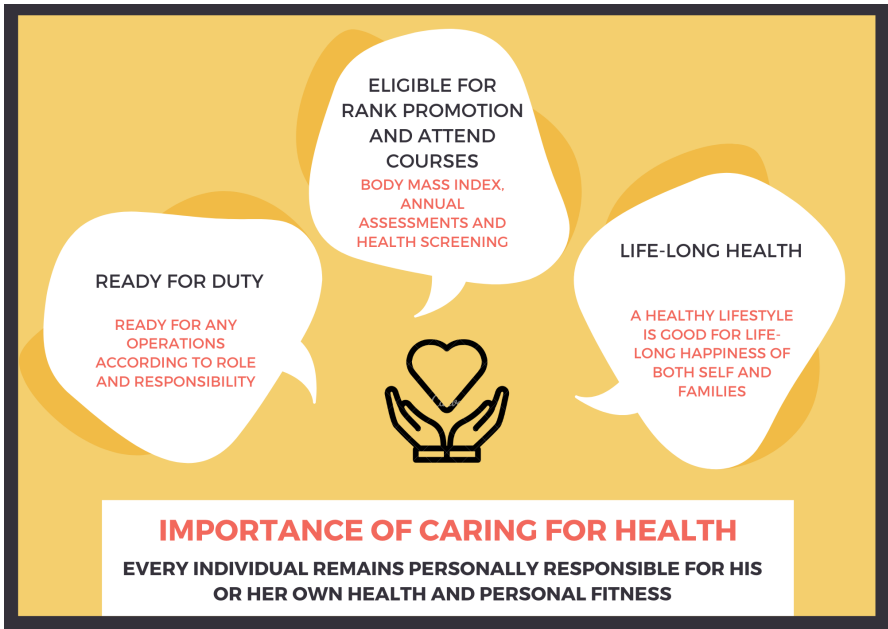 ELIGIBLE FOR
RANK PROMOTION
AND ATTEND
COURSES
BODY MASS INDEX,
ANNUAL
ASSESSMENTS AND
HEALTH SCREENING
READY FOR DUTY
READY FOR ANY
OPERATIONS
ACCORDING TO ROLE
AND RESPONSIBILITY
LIFE-LONG HEALTH
A HEALTHY LIFESTYLE
IS GOOD FOR LIFE-
LONG HAPPINESS OF
BOTH SELF AND
FAMILIES
IMPORTANCE OF CARING FOR HEALTH
EVERY INDIVIDUAL REMAINS PERSONALLY RESPONSIBLE FOR HIS
OR HER OWN HEALTH AND PERSONAL FITNESS